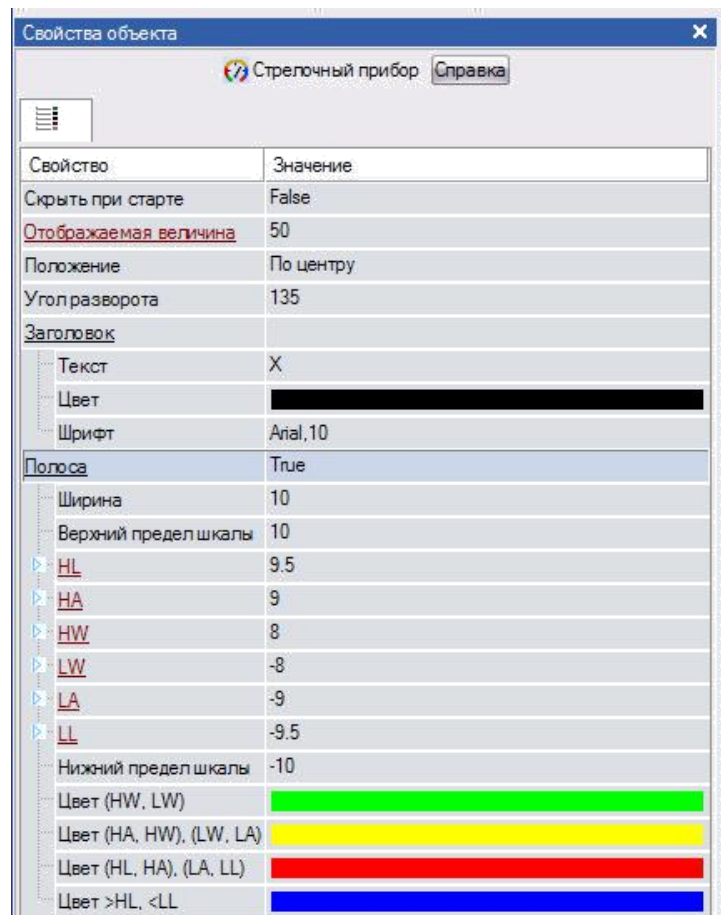 Свойства объекта
Стрелочный прибор Справка
Свойство Значение
Скрыть при старте False
Отображаемая величина 50
Положение По центру
Угол разворота 135
Заголовок
Текст X
Цвет
Шрифт Arial,10
Полоса True
Ширина 10
Верхний предел шкалы 10
HL 9.5
HA 9
HW 8
LW -8
LA -9
LL -9.5
Нижний предел шкалы -10
Цвет (HW, LW)
Цвет (HA, HW), (LW, LA)
Цвет (HL, HA), (LA, LL)
Цвет >HL, <LL